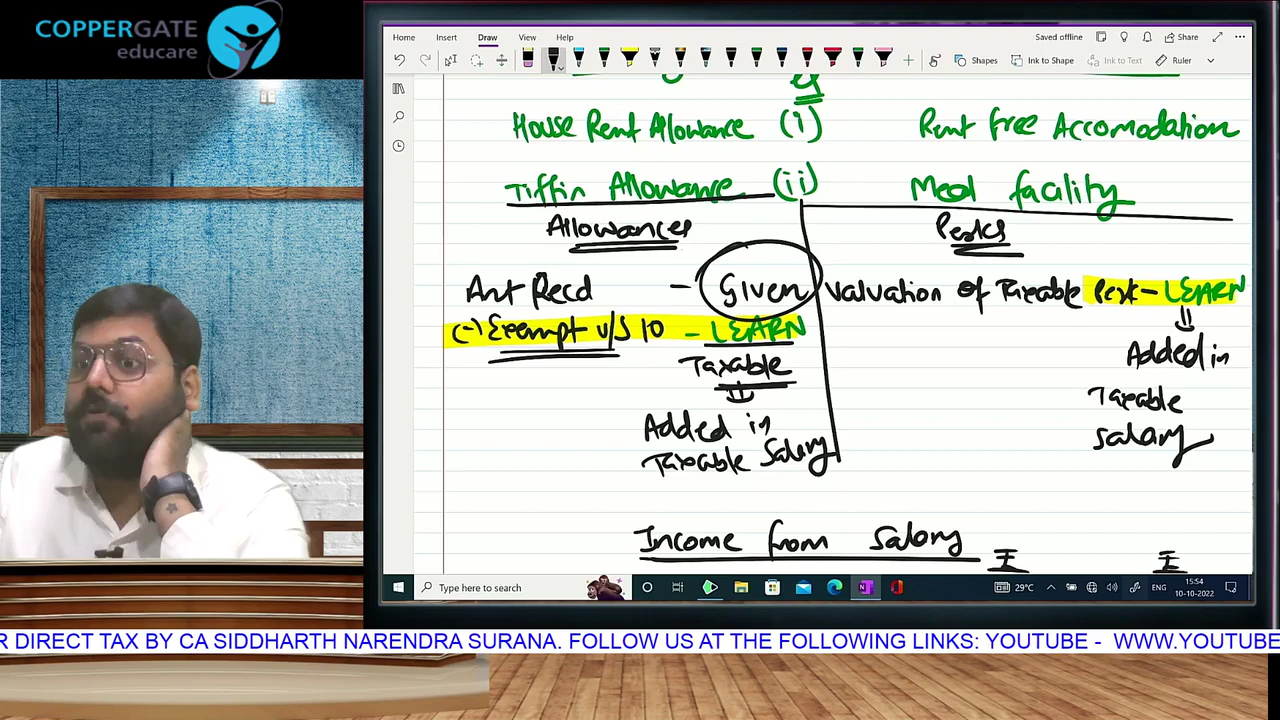 COPPERGATE
educare
Home Insert Draw View Help
Saved offline
Share
Shapes
Ink to Shape
Ink to Text
Ruler
House Rent Allowance (i) Rent Free Accomodation
Tiffin Allowance (ii) Med facility
Allowances Perks
Amt Recd - Given Valuation of Taxable Perk - LEARN
(-) Exempt u/s 10 - LEARN
Taxable
Added in
Taxable Salary
Added in
Taxable
Salary
Income from Salary
₹ ₹
Type here to search
29°C
ENG
15:54
10-10-2022
R DIRECT TAX BY CA SIDDHARTH NARENDRA SURANA. FOLLOW US AT THE FOLLOWING LINKS: YOUTUBE - WWW.YOUTUBE